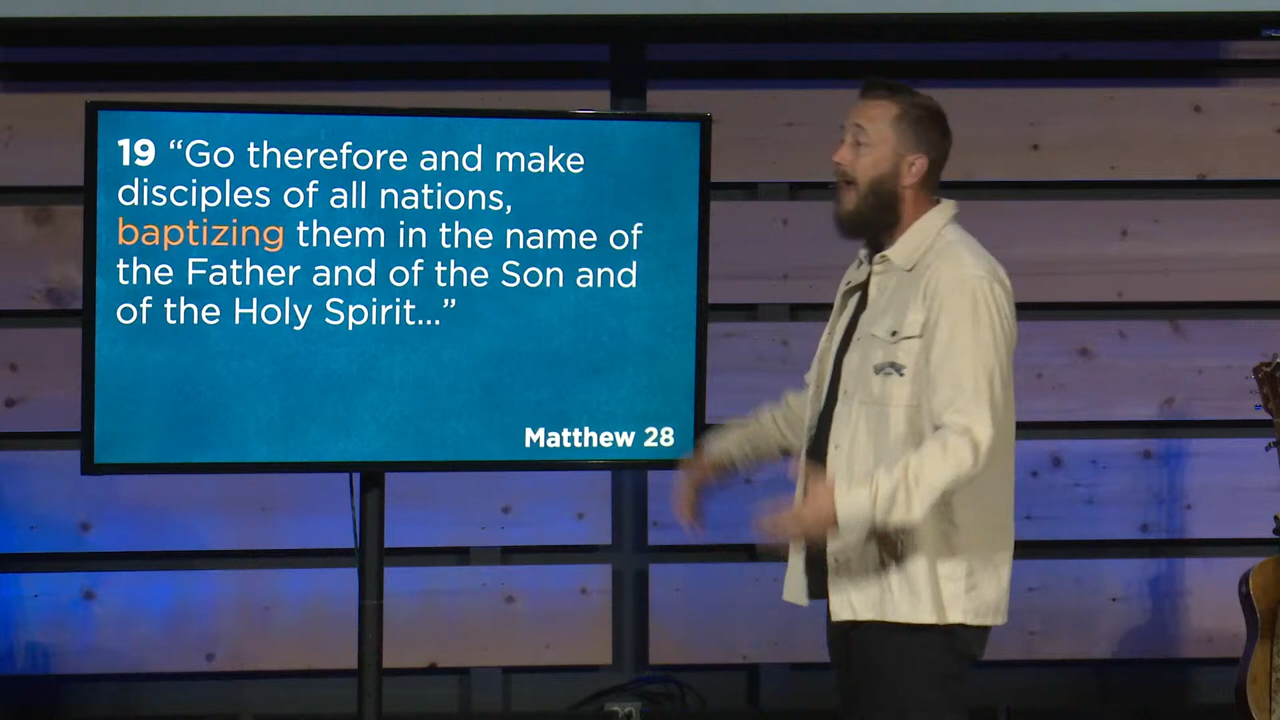 19 “Go therefore and make
disciples of all nations,
baptizing them in the name of
the Father and of the Son and
of the Holy Spirit...”
Matthew 28